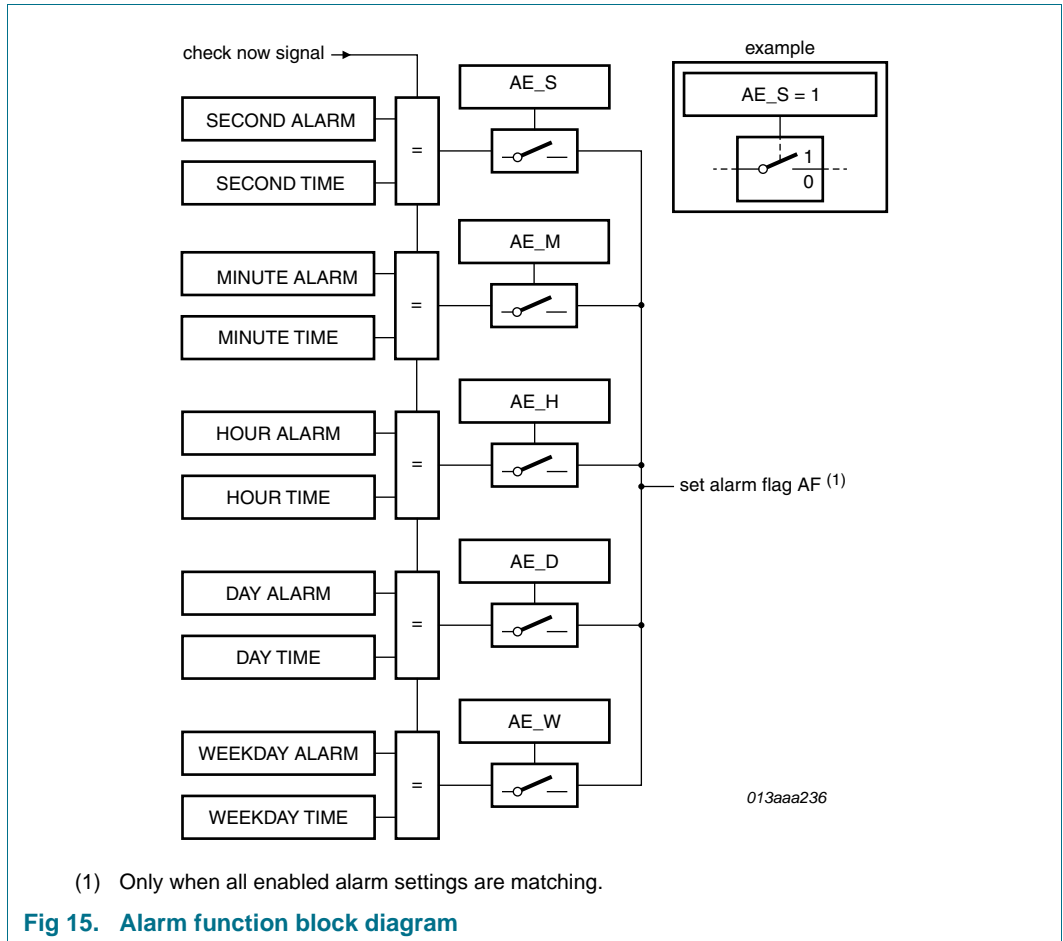 check now signal
example
AE_S
AE_S = 1
SECOND ALARM
=
SECOND TIME
1
0
AE_M
MINUTE ALARM
=
MINUTE TIME
AE_H
HOUR ALARM
=
HOUR TIME
set alarm flag AF (1)
AE_D
DAY ALARM
=
DAY TIME
AE_W
WEEKDAY ALARM
=
WEEKDAY TIME
013aaa236
(1) Only when all enabled alarm settings are matching.
Fig 15. Alarm function block diagram